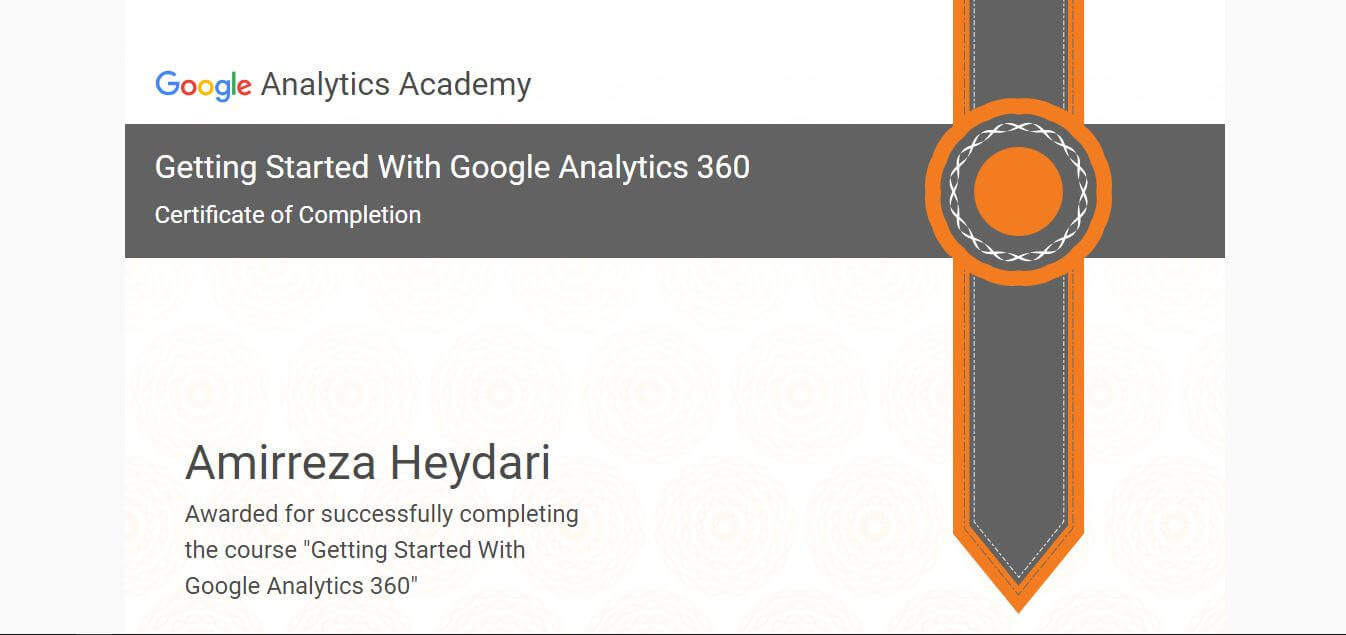 Google Analytics Academy
Getting Started With Google Analytics 360
Certificate of Completion
Amirreza Heydari
Awarded for successfully completing
the course "Getting Started With
Google Analytics 360"